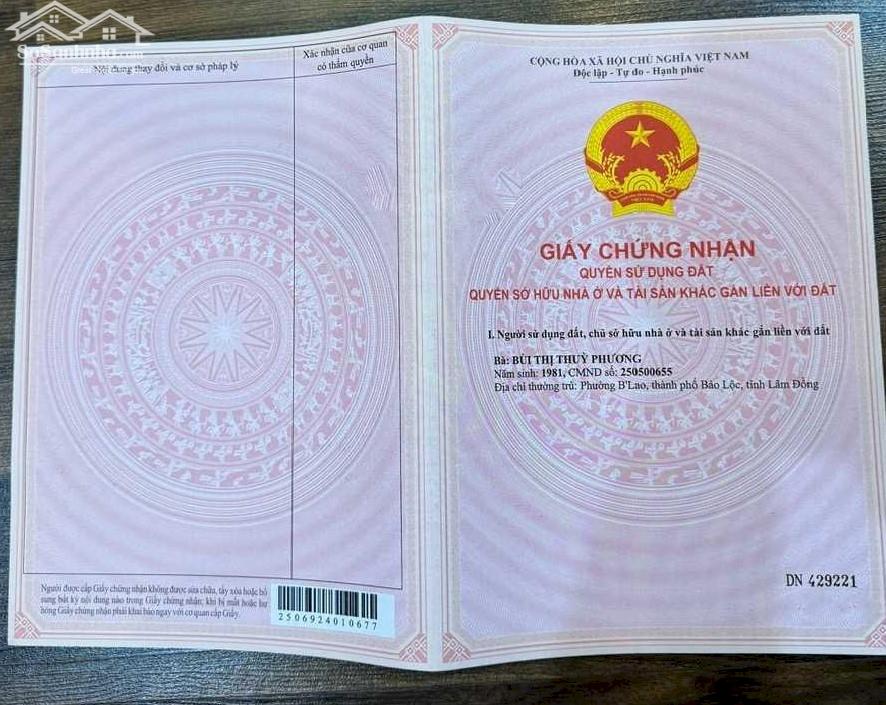 SoSanhnha.com
Nội dung thay đổi và cơ sở pháp lý
Xác nhận của cơ quan
có thẩm quyền
Người được cấp Giấy chứng nhận không được sửa chữa, tẩy xóa hoặc bổ
sung bất kỳ nội dung nào trong Giấy chứng nhận; khi bị mất hoặc hư
hỏng Giấy chứng nhận phải khai báo ngay với cơ quan cấp Giấy.
2506924010677
CỘNG HÒA XÃ HỘI CHỦ NGHĨA VIỆT NAM
Độc lập - Tự do - Hạnh phúc
VIỆT NAM
GIẤY CHỨNG NHẬN
QUYỀN SỬ DỤNG ĐẤT
QUYỀN SỞ HỮU NHÀ Ở VÀ TÀI SẢN KHÁC GẮN LIỀN VỚI ĐẤT
I. Người sử dụng đất, chủ sở hữu nhà ở và tài sản khác gắn liền với đất
Bà: BÙI THỊ THUỲ PHƯƠNG
Năm sinh: 1981, CMND số: 250500655
Địa chỉ thường trú: Phường B'Lao, thành phố Bảo Lộc, tỉnh Lâm Đồng
DN 429221